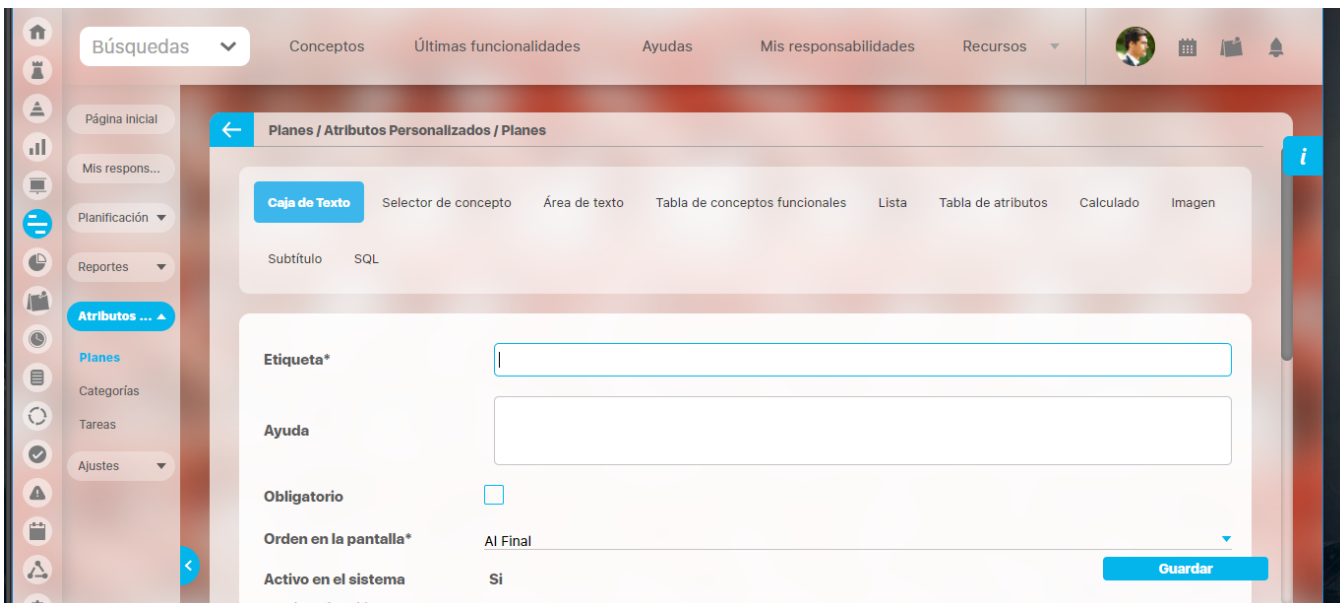 Búsquedas
Conceptos
Últimas funcionalidades
Ayudas
Mis responsabilidades
Recursos
Página inicial
Mis respons...
Planificación
Reportes
Atributos ...
Planes
Categorías
Tareas
Ajustes
Planes / Atributos Personalizados / Planes
i
Caja de Texto
Selector de concepto
Área de texto
Tabla de conceptos funcionales
Lista
Tabla de atributos
Calculado
Imagen
Subtítulo
SQL
Etiqueta*
Ayuda
Obligatorio
Orden en la pantalla*
Al Final
Activo en el sistema
Si
Guardar